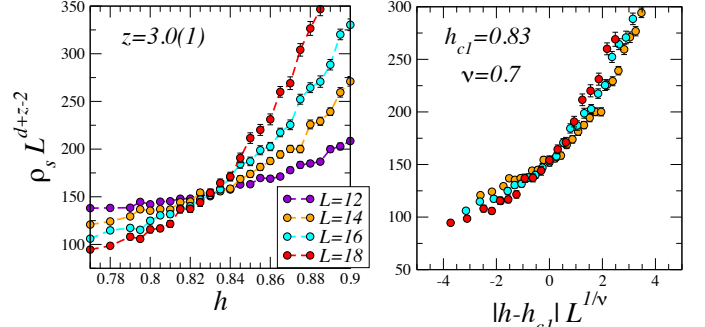 350
300
250
200
150
100
z=3.0(1)
ρ_s L^{d+z-2}
L=12
L=14
L=16
L=18
0.78 0.8 0.82 0.84 0.86 0.88 0.9
h
300
250
200
150
100
50
h_{c1}=0.83
ν=0.7
-4 -2 0 2 4
|h-h_{c1}| L^{1/ν}